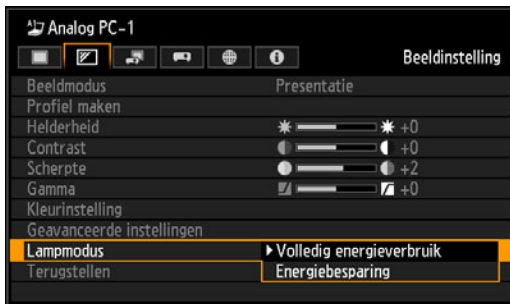 Analog PC-1
Beeldinstelling
Beeldmodus Presentatie
Profiel maken
Helderheid +0
Contrast +0
Scherpte +2
Gamma +0
Kleurinstelling
Geavanceerde instellingen
Lampmodus Volledig energieverbruik
Terugstellen Energiebesparing